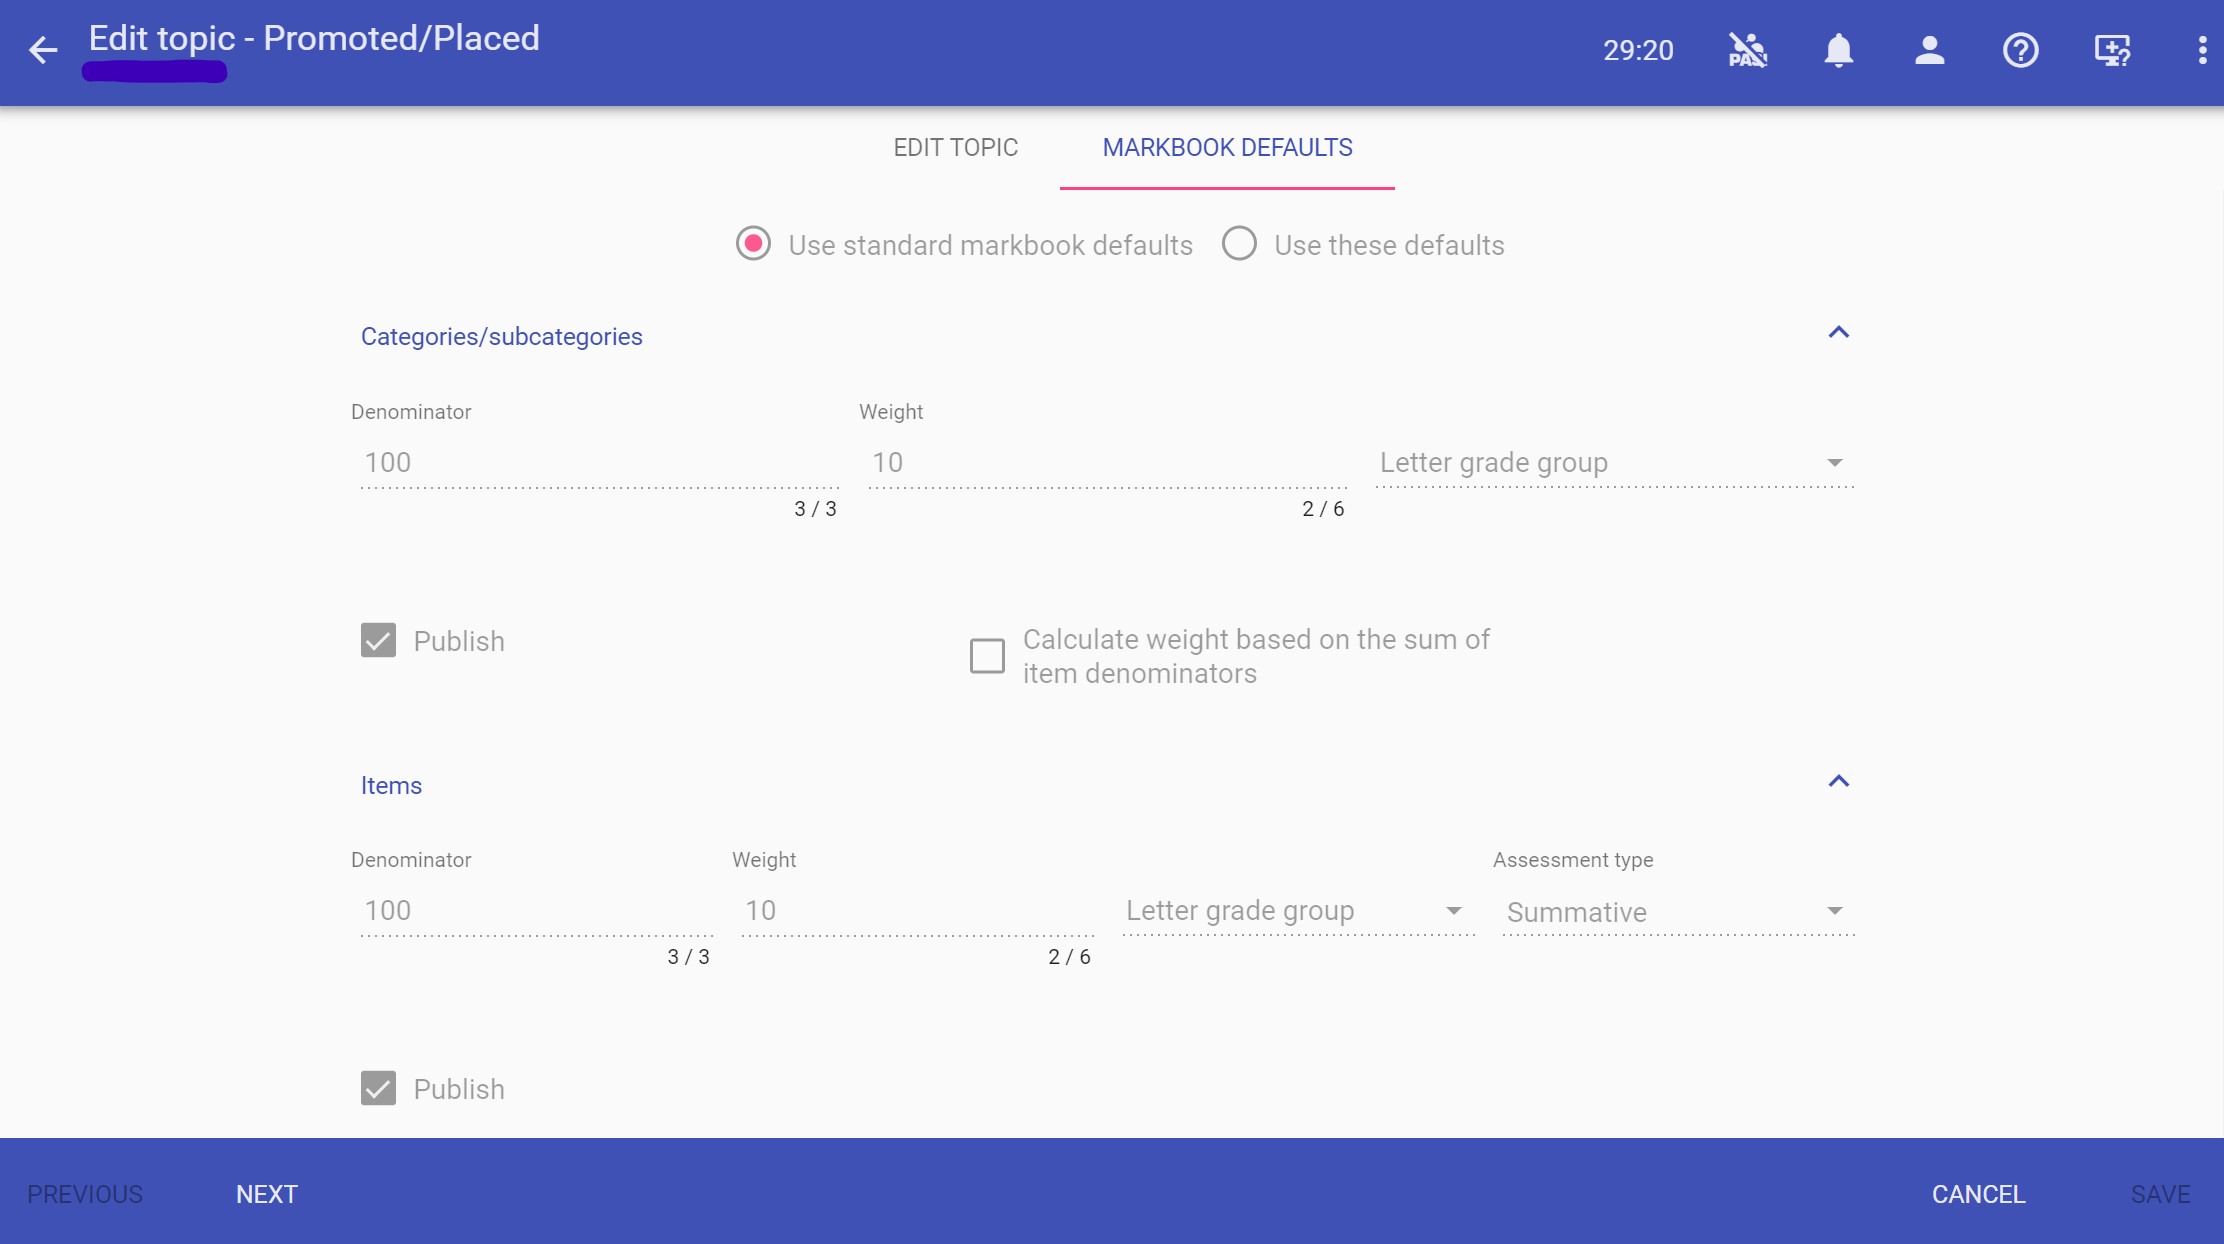 Edit topic - Promoted/Placed
29:20
PAS!
EDIT TOPIC
MARKBOOK DEFAULTS
Use standard markbook defaults
Use these defaults
Categories/subcategories
Denominator
Weight
100
10
Letter grade group
3 / 3
2 / 6
Publish
Calculate weight based on the sum of
item denominators
Items
Denominator
Weight
Assessment type
100
10
Letter grade group
Summative
3 / 3
2 / 6
Publish
PREVIOUS
NEXT
CANCEL
SAVE